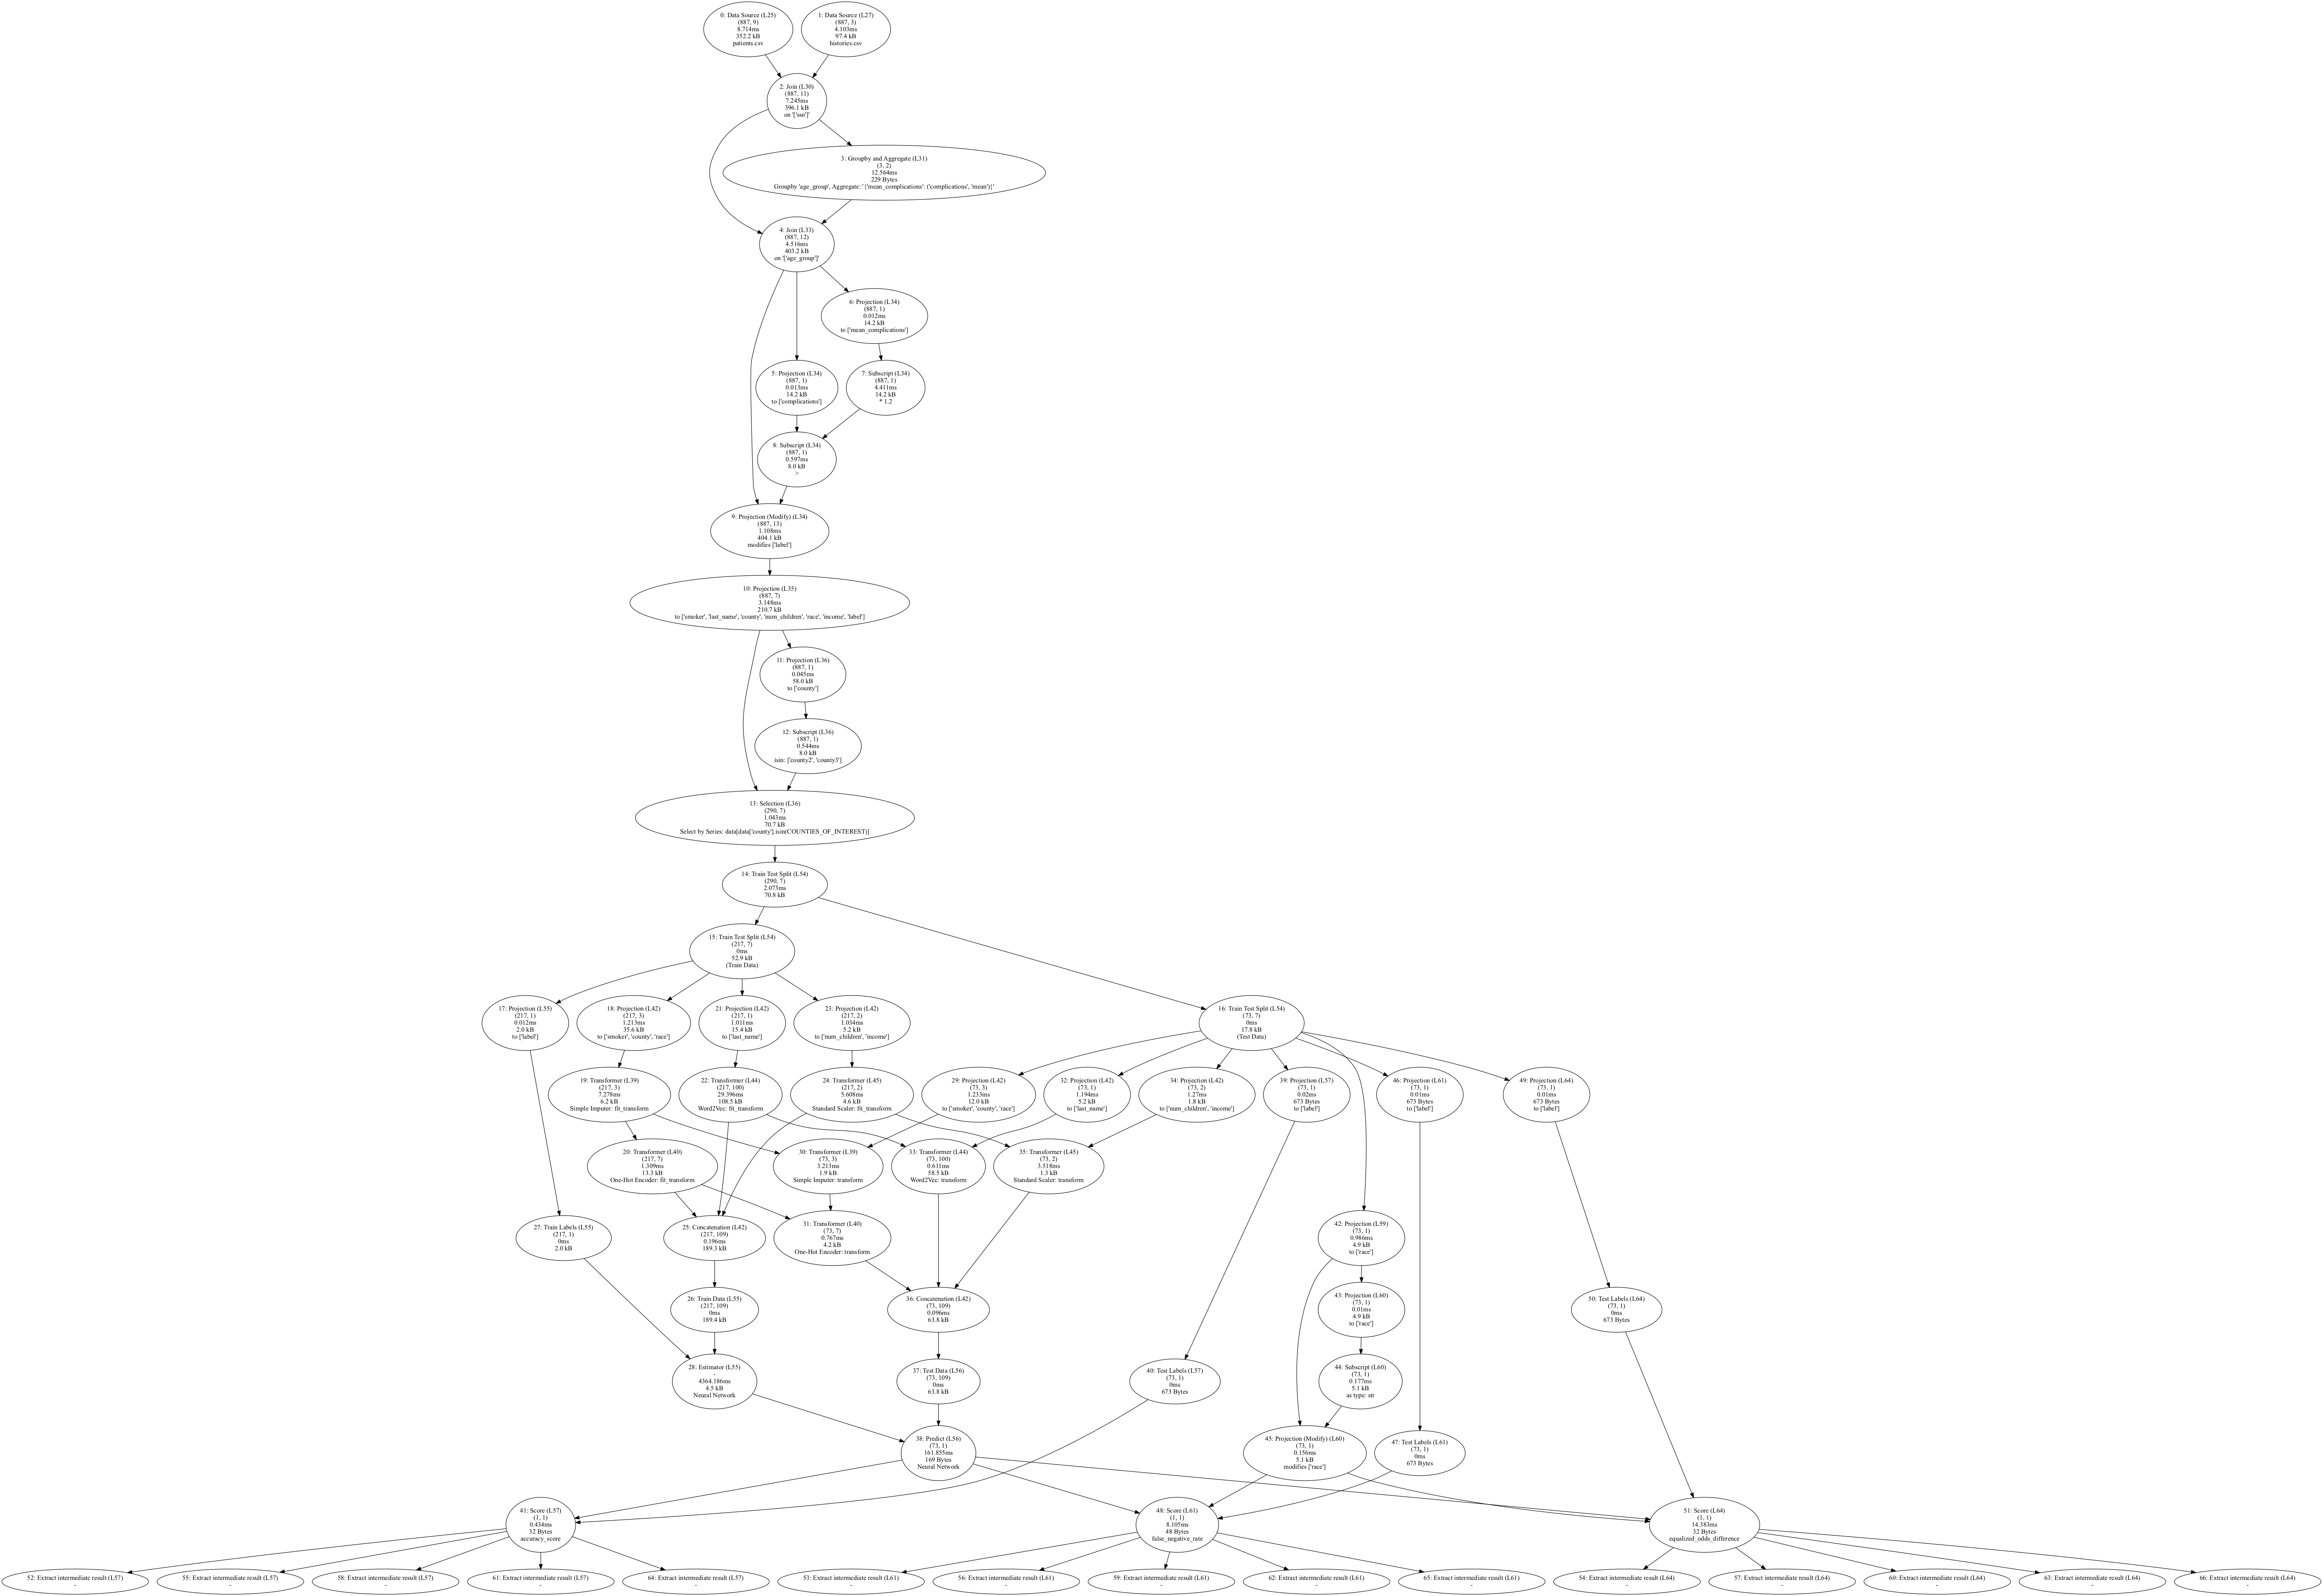 0: Data Source (L25)
(887, 9)
8.714ms
352.2 kB
patients.csv
1: Data Source (L27)
(887, 3)
4.103ms
97.4 kB
histories.csv
2: Join (L30)
(887, 11)
7.245ms
396.1 kB
on '['ssn']'
3: Groupby and Aggregate (L31)
(3, 2)
12.564ms
229 Bytes
Groupby 'age_group', Aggregate: '{'mean_complications': ('complications', 'mean')}'
4: Join (L33)
(887, 12)
4.516ms
403.2 kB
on '['age_group']'
6: Projection (L34)
(887, 1)
0.012ms
14.2 kB
to ['mean_complications']
5: Projection (L34)
(887, 1)
0.013ms
14.2 kB
to ['complications']
7: Subscript (L34)
(887, 1)
4.411ms
14.2 kB
* 1.2
8: Subscript (L34)
(887, 1)
0.597ms
8.0 kB
>
9: Projection (Modify) (L34)
(887, 13)
1.108ms
404.1 kB
modifies ['label']
10: Projection (L35)
(887, 7)
3.148ms
210.7 kB
to ['smoker', 'last_name', 'county', 'num_children', 'race', 'income', 'label']
11: Projection (L36)
(887, 1)
0.045ms
58.0 kB
to ['county']
12: Subscript (L36)
(887, 1)
0.544ms
8.0 kB
isin: ['county2', 'county3']
13: Selection (L36)
(290, 7)
1.043ms
70.7 kB
Select by Series: data[data['county'].isin(COUNTIES_OF_INTEREST)]
14: Train Test Split (L54)
(290, 7)
2.073ms
70.8 kB
15: Train Test Split (L54)
(217, 7)
0ms
52.9 kB
(Train Data)
17: Projection (L55)
(217, 1)
0.012ms
2.0 kB
to ['label']
18: Projection (L42)
(217, 3)
1.213ms
35.6 kB
to ['smoker', 'county', 'race']
21: Projection (L42)
(217, 1)
1.011ms
15.4 kB
to ['last_name']
23: Projection (L42)
(217, 2)
1.034ms
5.2 kB
to ['num_children', 'income']
16: Train Test Split (L54)
(73, 7)
0ms
17.8 kB
(Test Data)
19: Transformer (L39)
(217, 3)
7.278ms
6.2 kB
Simple Imputer: fit_transform
22: Transformer (L44)
(217, 100)
29.396ms
108.5 kB
Word2Vec: fit_transform
24: Transformer (L45)
(217, 2)
5.608ms
4.6 kB
Standard Scaler: fit_transform
29: Projection (L42)
(73, 3)
1.233ms
12.0 kB
to ['smoker', 'county', 'race']
32: Projection (L42)
(73, 1)
1.194ms
5.2 kB
to ['last_name']
34: Projection (L42)
(73, 2)
1.27ms
1.8 kB
to ['num_children', 'income']
39: Projection (L57)
(73, 1)
0.02ms
673 Bytes
to ['label']
46: Projection (L61)
(73, 1)
0.01ms
673 Bytes
to ['label']
49: Projection (L64)
(73, 1)
0.01ms
673 Bytes
to ['label']
20: Transformer (L40)
(217, 7)
1.309ms
13.3 kB
One-Hot Encoder: fit_transform
30: Transformer (L39)
(73, 3)
3.213ms
1.9 kB
Simple Imputer: transform
33: Transformer (L44)
(73, 100)
0.611ms
58.5 kB
Word2Vec: transform
35: Transformer (L45)
(73, 2)
3.518ms
1.3 kB
Standard Scaler: transform
27: Train Labels (L55)
(217, 1)
0ms
2.0 kB
25: Concatenation (L42)
(217, 109)
0.196ms
189.3 kB
31: Transformer (L40)
(73, 7)
0.767ms
4.2 kB
One-Hot Encoder: transform
42: Projection (L59)
(73, 1)
0.986ms
4.9 kB
to ['race']
26: Train Data (L55)
(217, 109)
0ms
189.4 kB
36: Concatenation (L42)
(73, 109)
0.096ms
63.8 kB
43: Projection (L60)
(73, 1)
0.01ms
4.9 kB
to ['race']
50: Test Labels (L64)
(73, 1)
0ms
673 Bytes
28: Estimator (L55)
-
4364.186ms
4.5 kB
Neural Network
37: Test Data (L56)
(73, 109)
0ms
63.8 kB
40: Test Labels (L57)
(73, 1)
0ms
673 Bytes
44: Subscript (L60)
(73, 1)
0.177ms
5.1 kB
as type: str
38: Predict (L56)
(73, 1)
161.855ms
169 Bytes
Neural Network
45: Projection (Modify) (L60)
(73, 1)
0.156ms
5.1 kB
modifies ['race']
47: Test Labels (L61)
(73, 1)
0ms
673 Bytes
41: Score (L57)
(1, 1)
0.434ms
32 Bytes
accuracy_score
48: Score (L61)
(1, 1)
8.105ms
48 Bytes
false_negative_rate
51: Score (L64)
(1, 1)
14.383ms
32 Bytes
equalized_odds_difference
52: Extract intermediate result (L57)
-
55: Extract intermediate result (L57)
-
58: Extract intermediate result (L57)
-
61: Extract intermediate result (L57)
-
64: Extract intermediate result (L57)
-
53: Extract intermediate result (L61)
-
56: Extract intermediate result (L61)
-
59: Extract intermediate result (L61)
-
62: Extract intermediate result (L61)
-
65: Extract intermediate result (L61)
-
54: Extract intermediate result (L64)
-
57: Extract intermediate result (L64)
-
60: Extract intermediate result (L64)
-
63: Extract intermediate result (L64)
-
66: Extract intermediate result (L64)
-